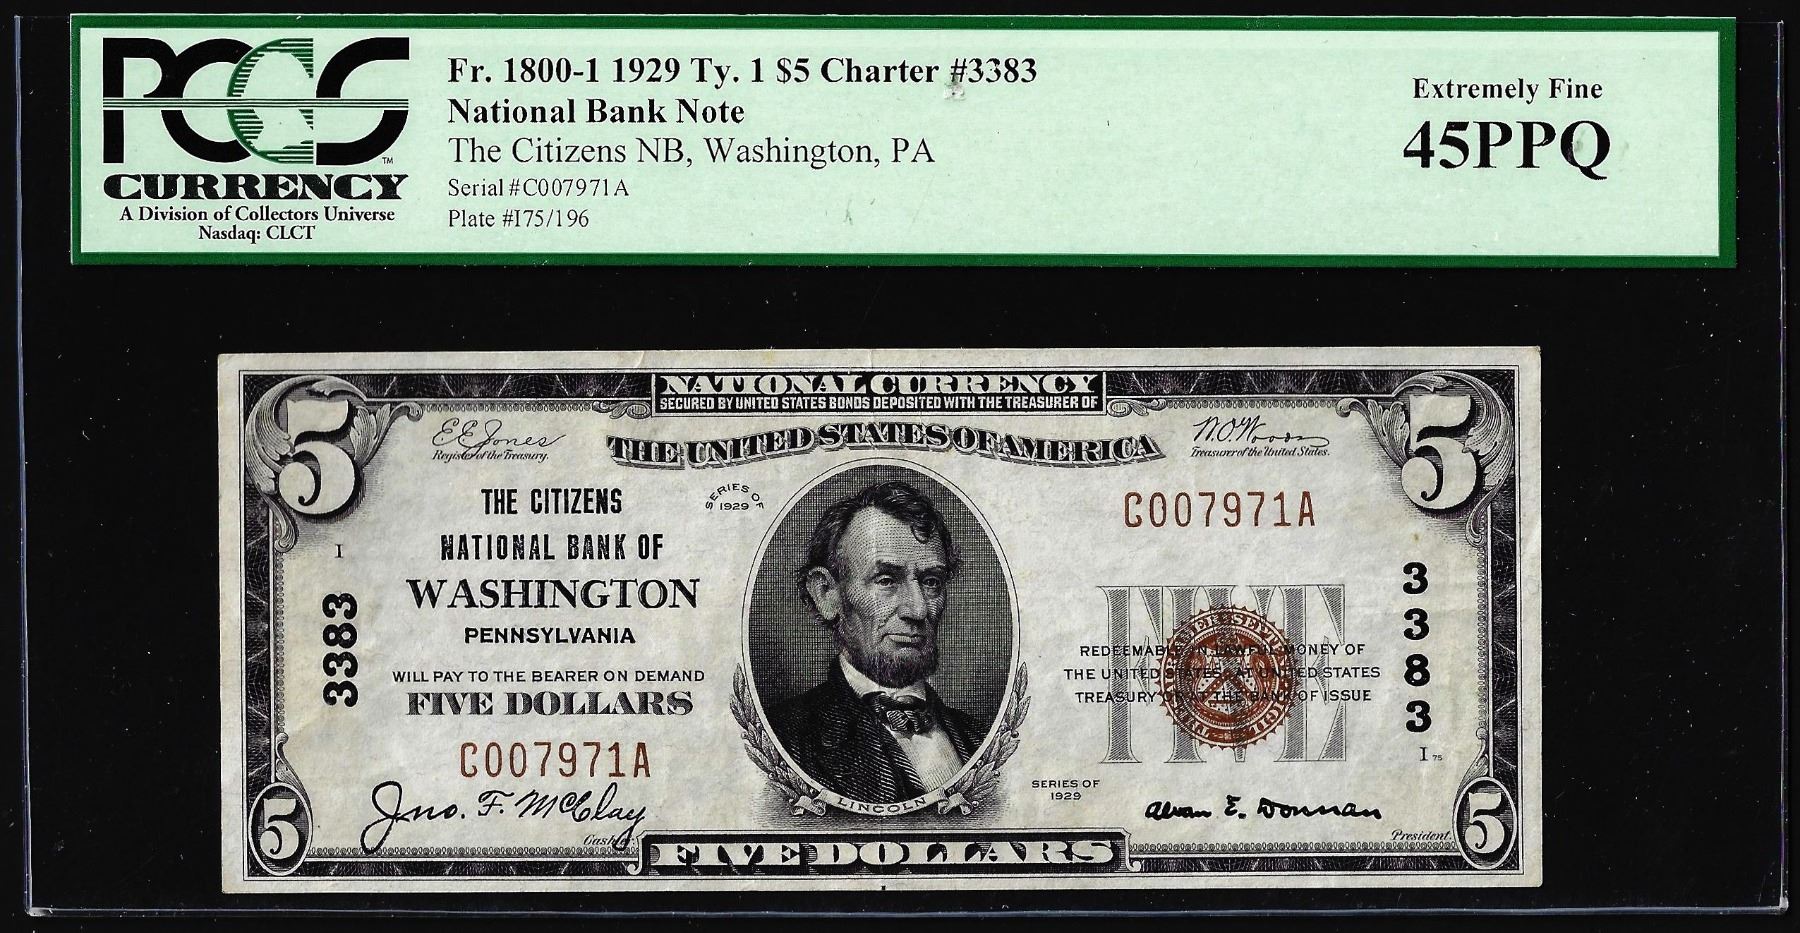 PCGS
™
CURRENCY
A Division of Collectors Universe
Nasdaq: CLCT
Fr. 1800-1 1929 Ty. 1 $5 Charter #3383
National Bank Note
The Citizens NB, Washington, PA
Serial #C007971A
Plate #I75/196
Extremely Fine
45PPQ
NATIONAL CURRENCY
SECURED BY UNITED STATES BONDS DEPOSITED WITH THE TREASURER OF
THE UNITED STATES OF AMERICA
5
5
E E Jones
Register of the Treasury.
W.O. Woods
Treasurer of the United States.
SERIES OF
1929
THE CITIZENS
NATIONAL BANK OF
WASHINGTON
PENNSYLVANIA
WILL PAY TO THE BEARER ON DEMAND
FIVE DOLLARS
I
3383
C007971A
C007971A
Jno. F. McClay
Cashier.
LINCOLN
FIVE
REDEEMABLE IN LAWFUL MONEY OF
THE UNITED STATES AT UNITED STATES
TREASURY OR AT THE BANK OF ISSUE
3383
I 75
SERIES OF
1929
Alvan E. Donnan
President.
5
FIVE DOLLARS
5